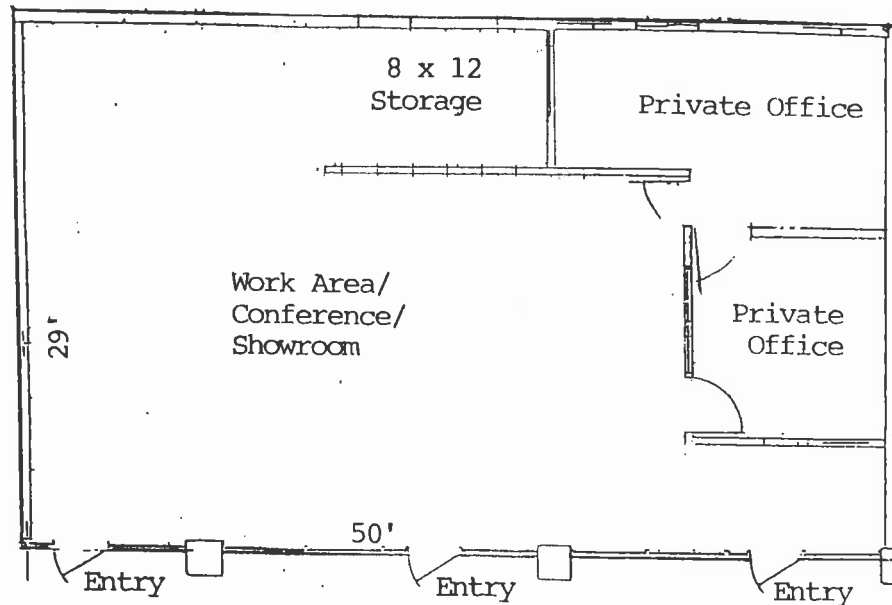 8 x 12
Storage
Private Office
Work Area/
Conference/
Showroom
29'
Private
Office
50'
Entry
Entry
Entry